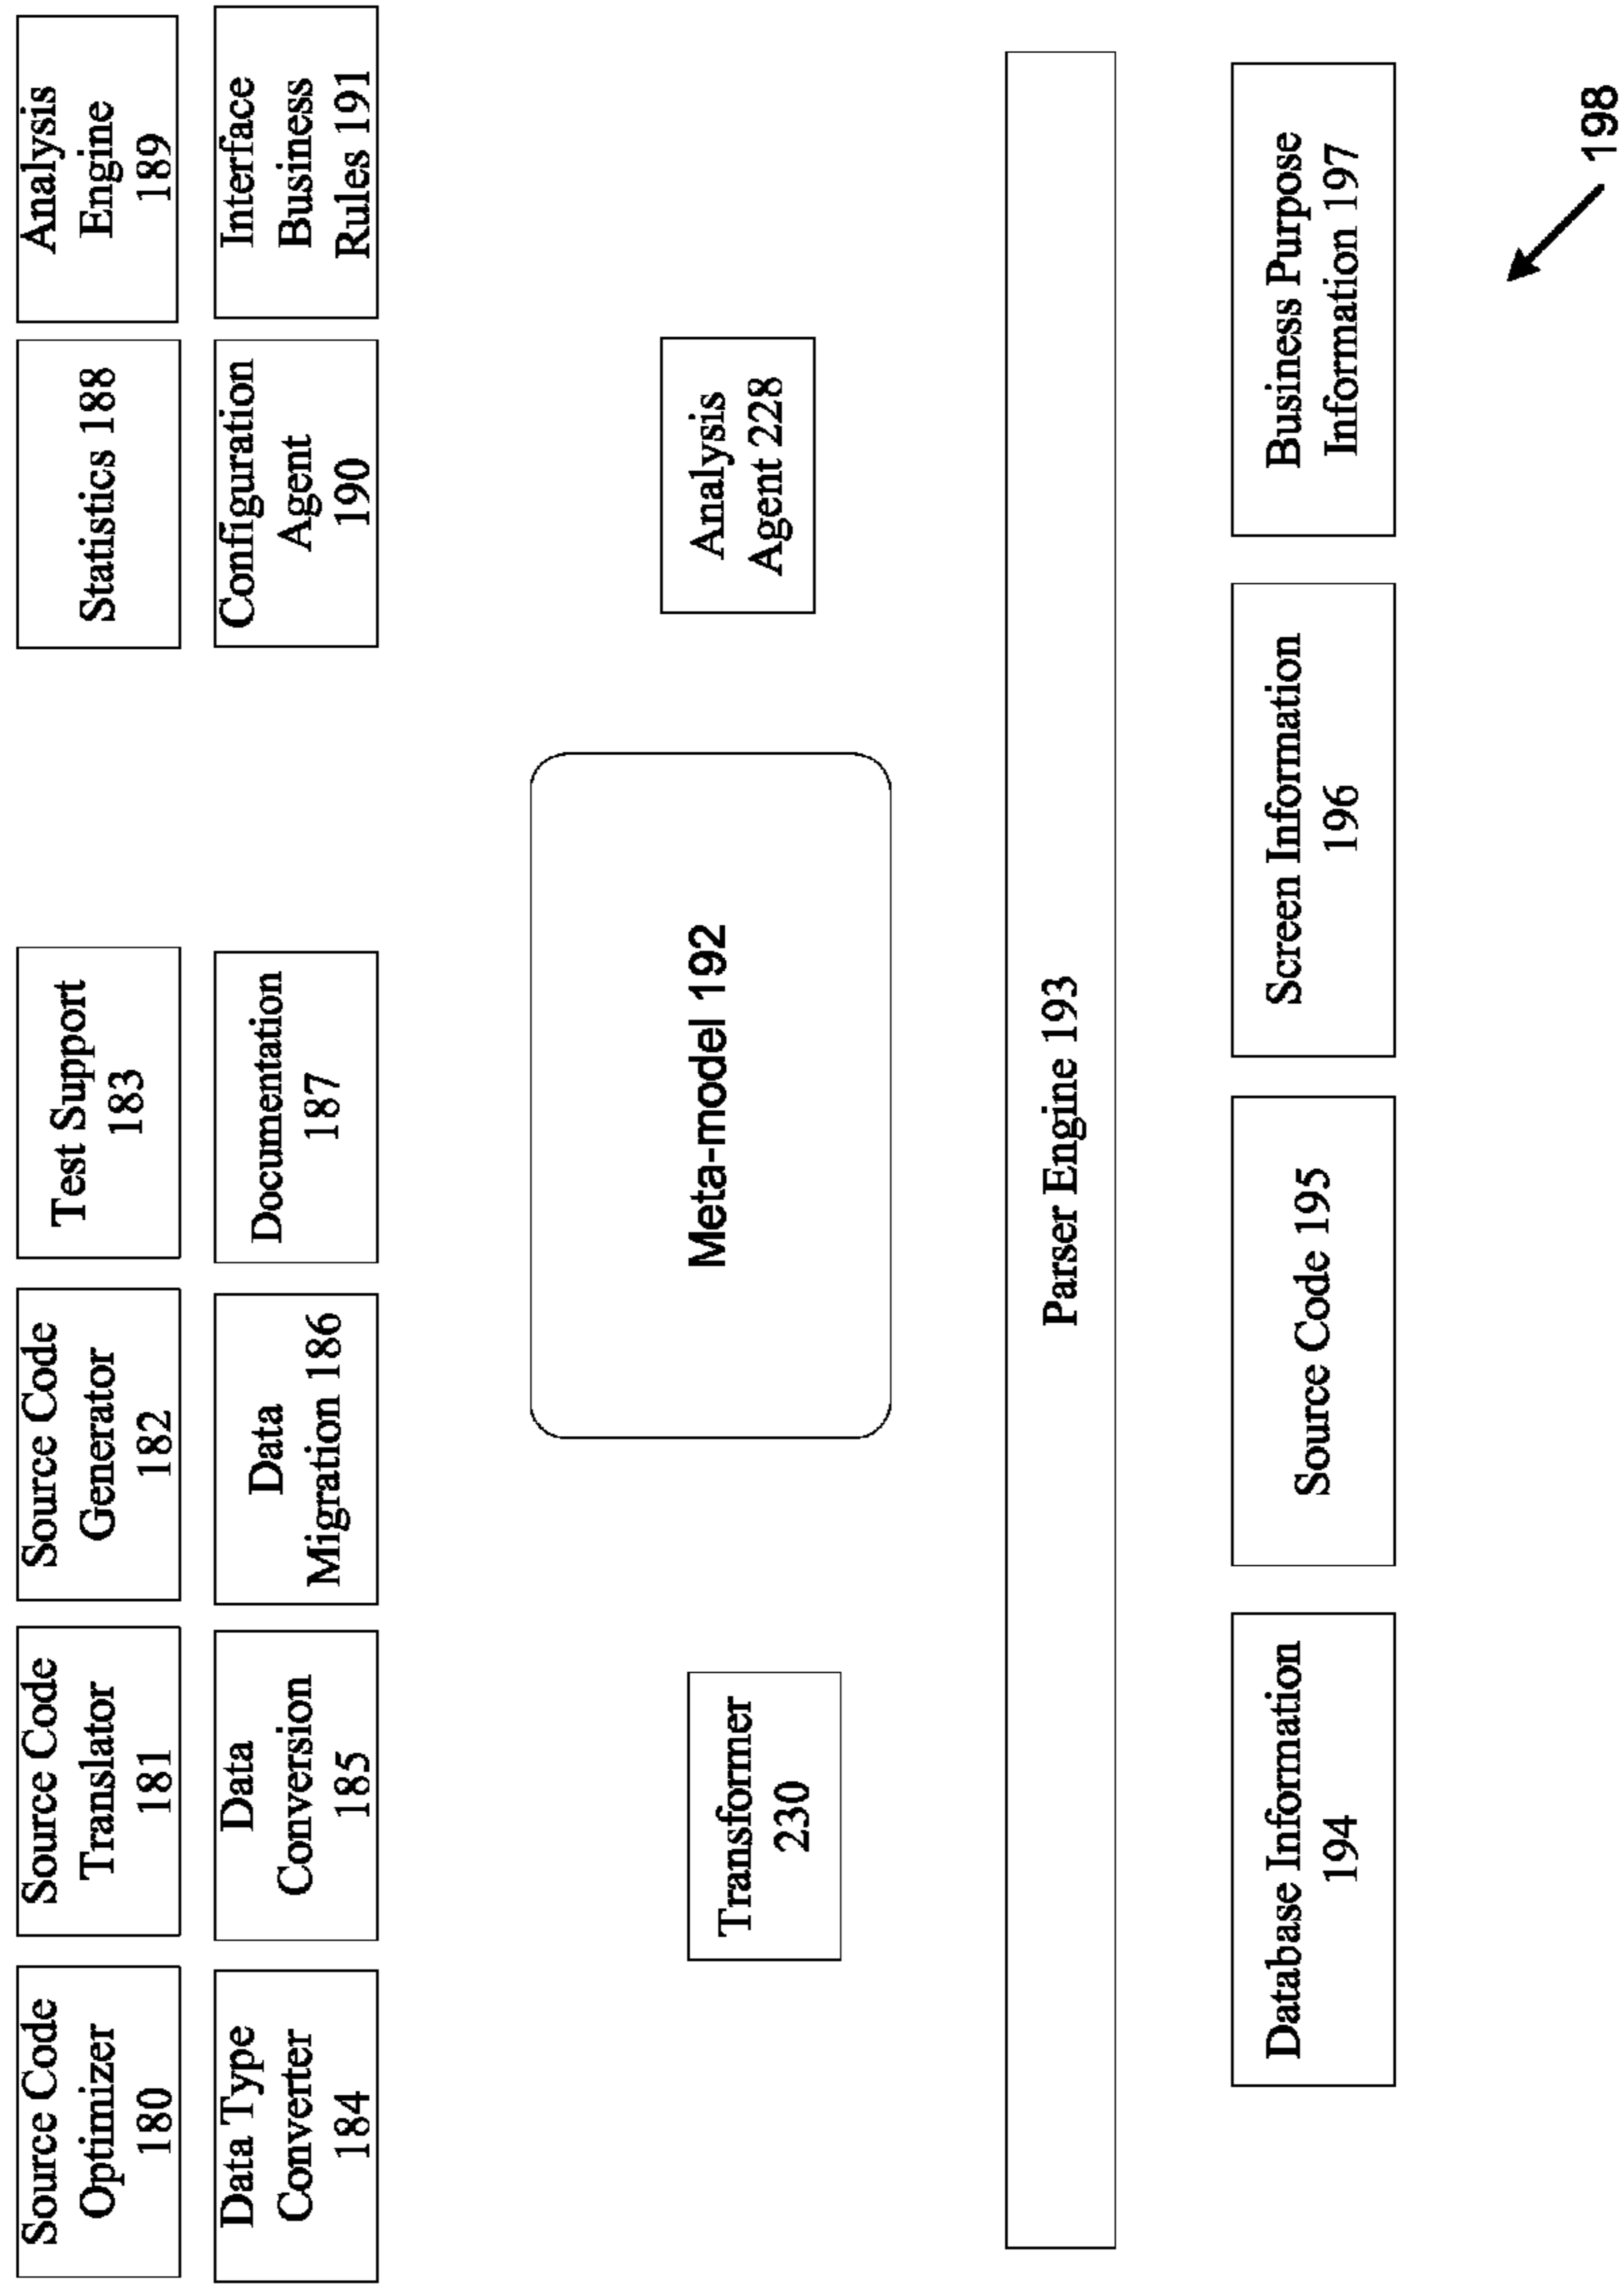 Source Code
Optimizer
180
Source Code
Translator
181
Source Code
Generator
182
Test Support
183
Statistics 188
Analysis
Engine
189
Data Type
Converter
184
Data
Conversion
185
Data
Migration 186
Documentation
187
Configuration
Agent
190
Interface
Business
Rules 191
Transformer
230
Meta-model 192
Analysis
Agent 228
Parser Engine 193
Database Information
194
Source Code 195
Screen Information
196
Business Purpose
Information 197
198